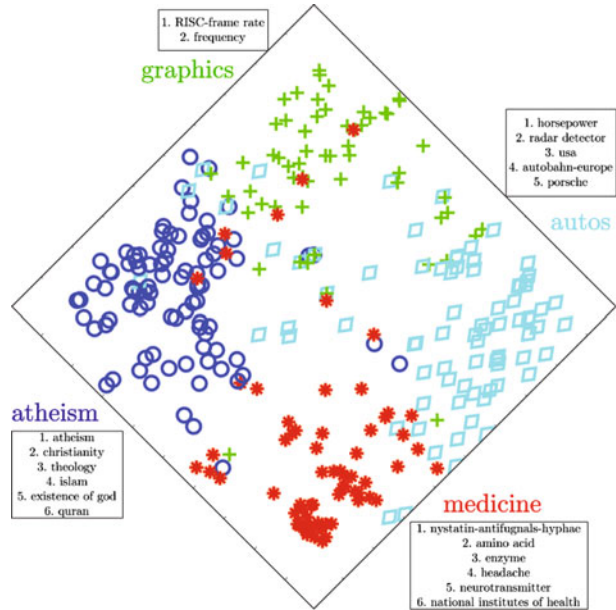 1. RISC-frame rate
2. frequency
graphics
1. horsepower
2. radar detector
3. usa
4. autobahn-europe
5. porsche
autos
atheism
1. atheism
2. christianity
3. theology
4. islam
5. existence of god
6. quran
medicine
1. nystatin-antifugnals-hyphae
2. amino acid
3. enzyme
4. headache
5. neurotransmitter
6. national institutes of health